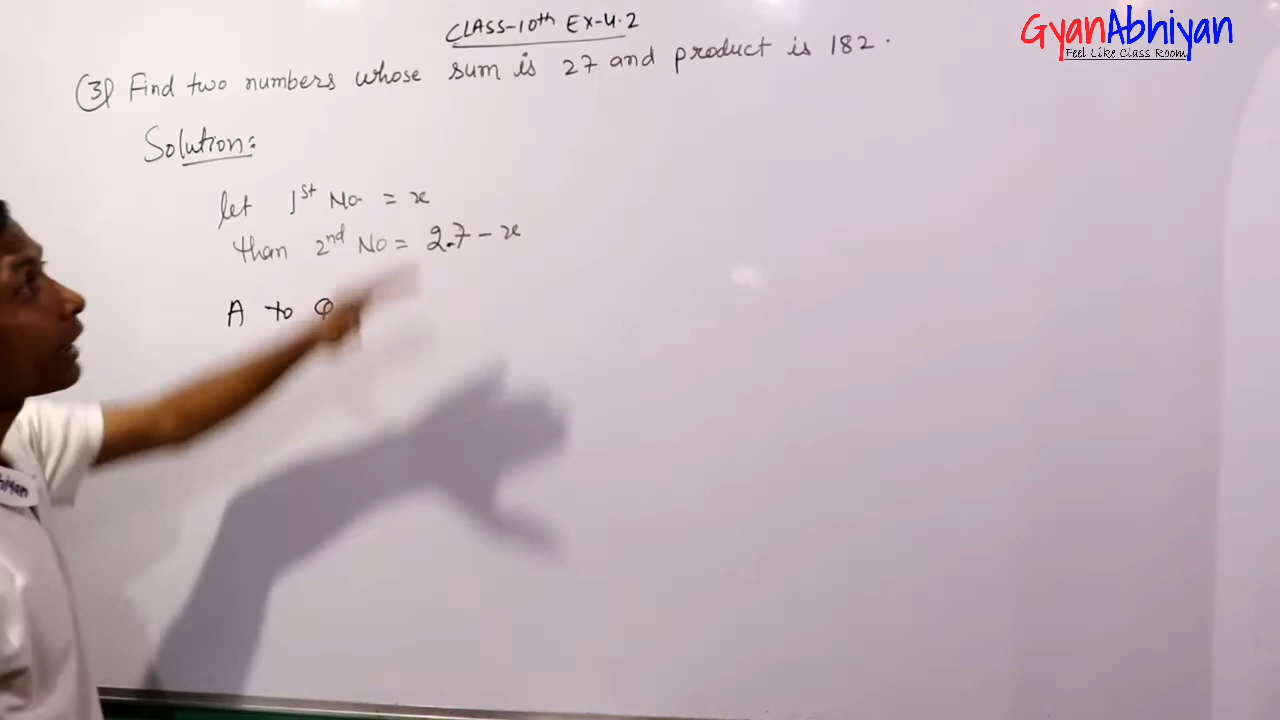 CLASS-10th EX-4.2
GyanAbhiyan
Feel Like Class Room
(3) Find two numbers whose sum is 27 and product is 182.
Solution:
let 1st No = x
than 2nd No = 27 - x
A to Q